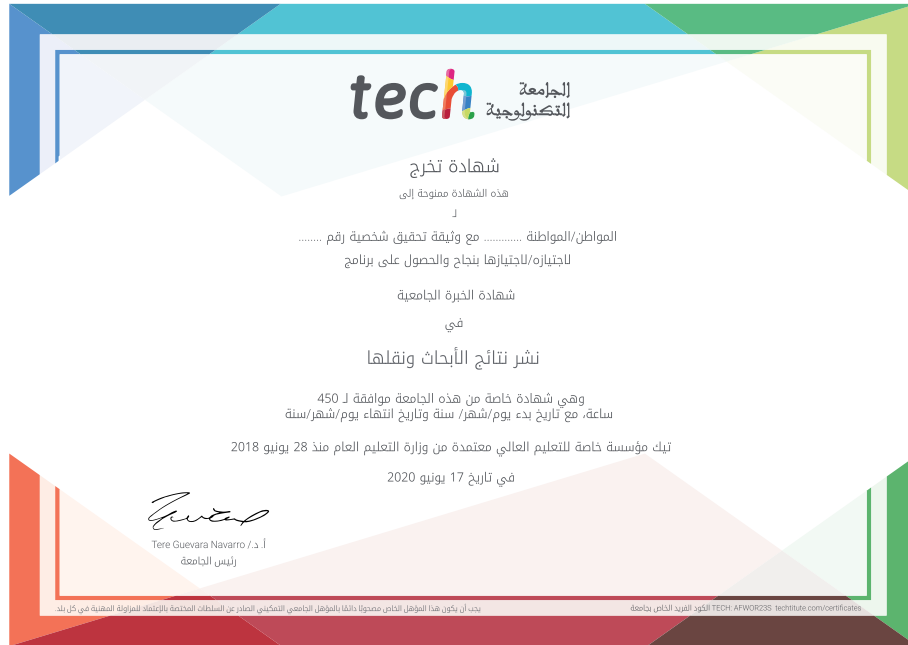 tech الجامعة
التكنولوجية
شهادة تخرج
هذه الشهادة ممنوحة إلى
لـ
المواطن/المواطنة ............. مع وثيقة تحقيق شخصية رقم ........
لاجتيازه/لاجتيازها بنجاح والحصول على برنامج
شهادة الخبرة الجامعية
في
نشر نتائج الأبحاث ونقلها
وهي شهادة خاصة من هذه الجامعة موافقة لـ 450
ساعة، مع تاريخ بدء يوم/شهر/ سنة وتاريخ انتهاء يوم/شهر/سنة
تيك مؤسسة خاصة للتعليم العالي معتمدة من وزارة التعليم العام منذ 28 يونيو 2018
في تاريخ 17 يونيو 2020
أ. د./ Tere Guevara Navarro
رئيس الجامعة
الكود الفريد الخاص بجامعة TECH: AFWOR235 techtitute.com/certificates
يجب أن يكون هذا المؤهل الخاص مصحوبًا دائمًا بالمؤهل الجامعي التمكيني الصادر عن السلطات المختصة بالإعتماد للمزاولة المهنية في كل بلد.